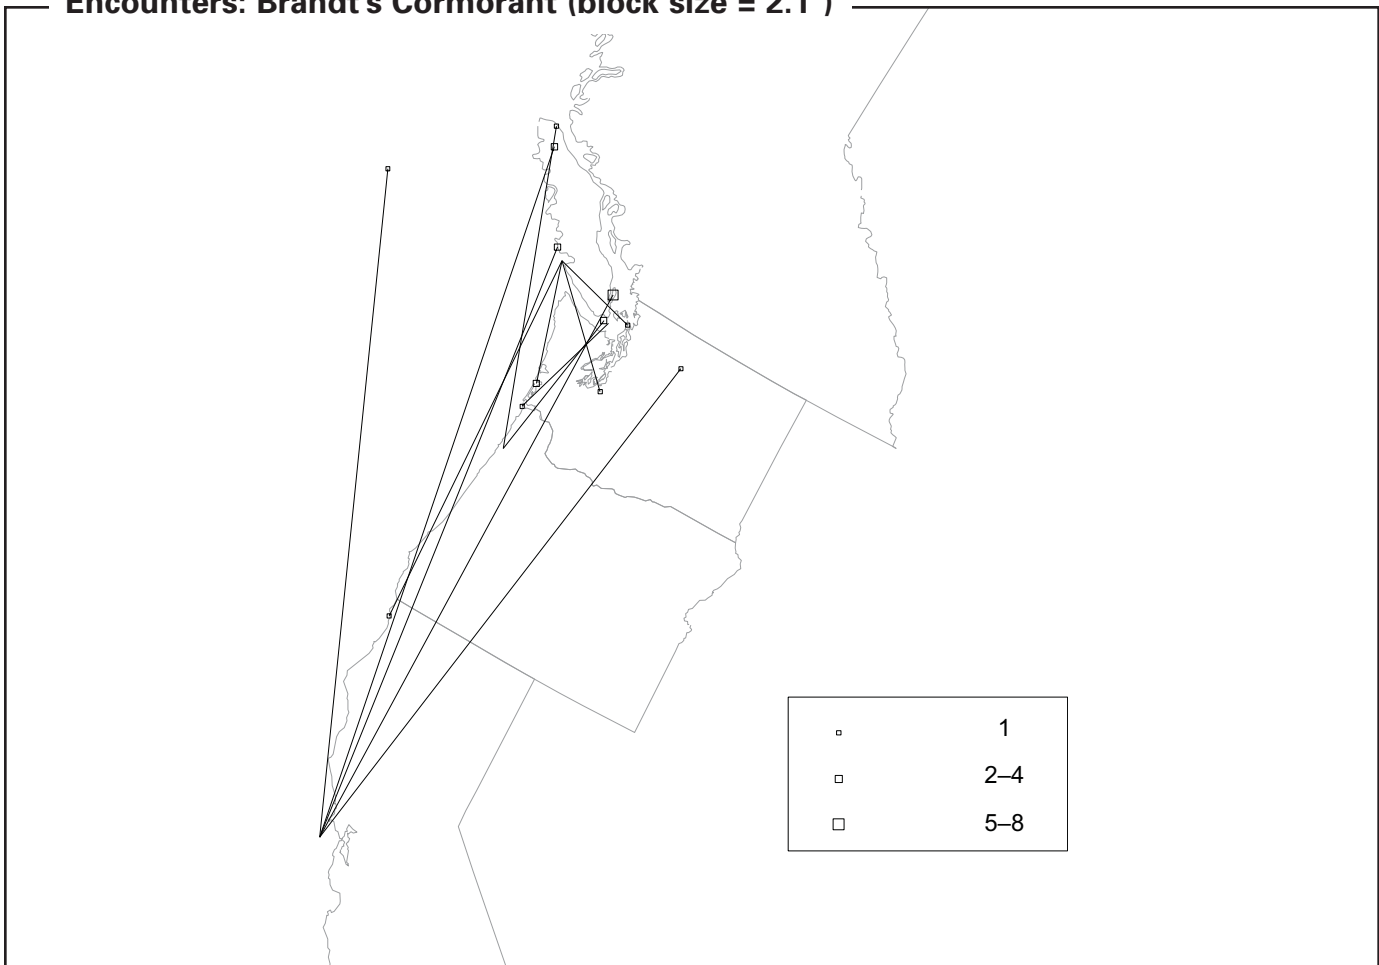 Encounters: Brandt's Cormorant (block size = 2.1°)
1
2–4
5–8